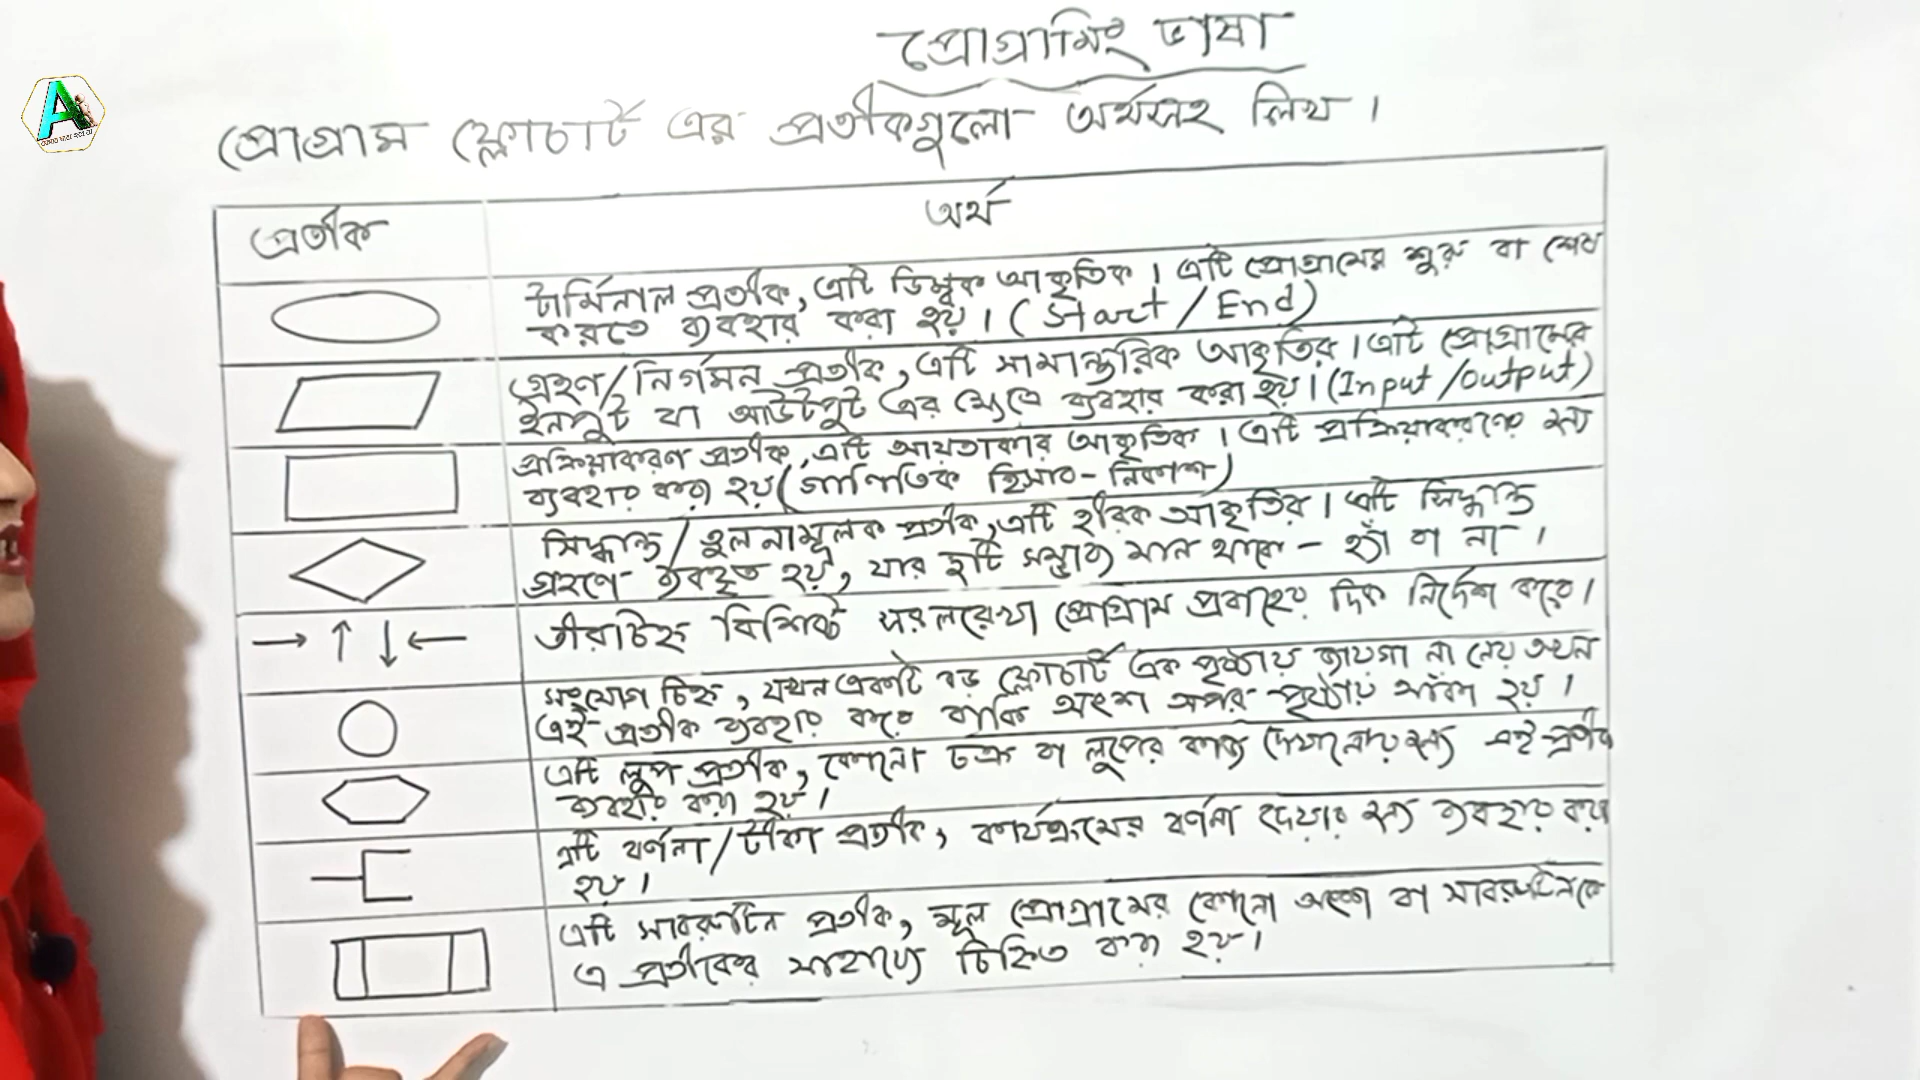 প্রোগ্রামিং ভাষা
প্রোগ্রাম ফ্লোচার্ট এর প্রতীকগুলো অর্থসহ লিখ।
প্রতীক
অর্থ
টার্মিনাল প্রতীক, এটি ডিম্বক আকৃতিক। এটি প্রোগ্রামের শুরু বা শেষ
করতে ব্যবহার করা হয়। (Start/End)
গ্রহণ/নির্গমন প্রতীক, এটি সামান্তরিক আকৃতির। এটি প্রোগ্রামের
ইনপুট বা আউটপুট এর ক্ষেত্রে ব্যবহার করা হয়। (Input/output)
প্রক্রিয়াকরণ প্রতীক, এটি আয়তাকার আকৃতিক। এটি প্রক্রিয়াকরণের জন্য
ব্যবহার করা হয় (গাণিতিক হিসাব-নিকাশ)
সিদ্ধান্ত/তুলনামূলক প্রতীক, এটি হীরক আকৃতির। এটি সিদ্ধান্ত
গ্রহণে ব্যবহৃত হয়, যার দুটি সম্ভাব্য মান থাকে - হ্যাঁ বা না।
তীরচিহ্ন বিশিষ্ট সরলরেখা প্রোগ্রাম প্রবাহের দিক নির্দেশ করে।
সংযোগ চিহ্ন, যখন একটি বড় ফ্লোচার্ট এক পৃষ্ঠায় জায়গা না নেয় তখন
এই প্রতীক ব্যবহার করে বাকি অংশ অপর পৃষ্ঠায় আঁকা হয়।
এটি লুপ প্রতীক, কোনো চক্র বা লুপের কাজ দেখানোর জন্য এই প্রতীক
ব্যবহার করা হয়।
এটি বর্ণনা/টীকা প্রতীক, কার্যক্রমের বর্ণনা দেয়ার জন্য ব্যবহার করা
হয়।
এটি সাবরুটিন প্রতীক, মূল প্রোগ্রামের কোনো অংশ বা সাবরুটিনকে
এ প্রতীকের সাহায্যে চিহ্নিত করা হয়।